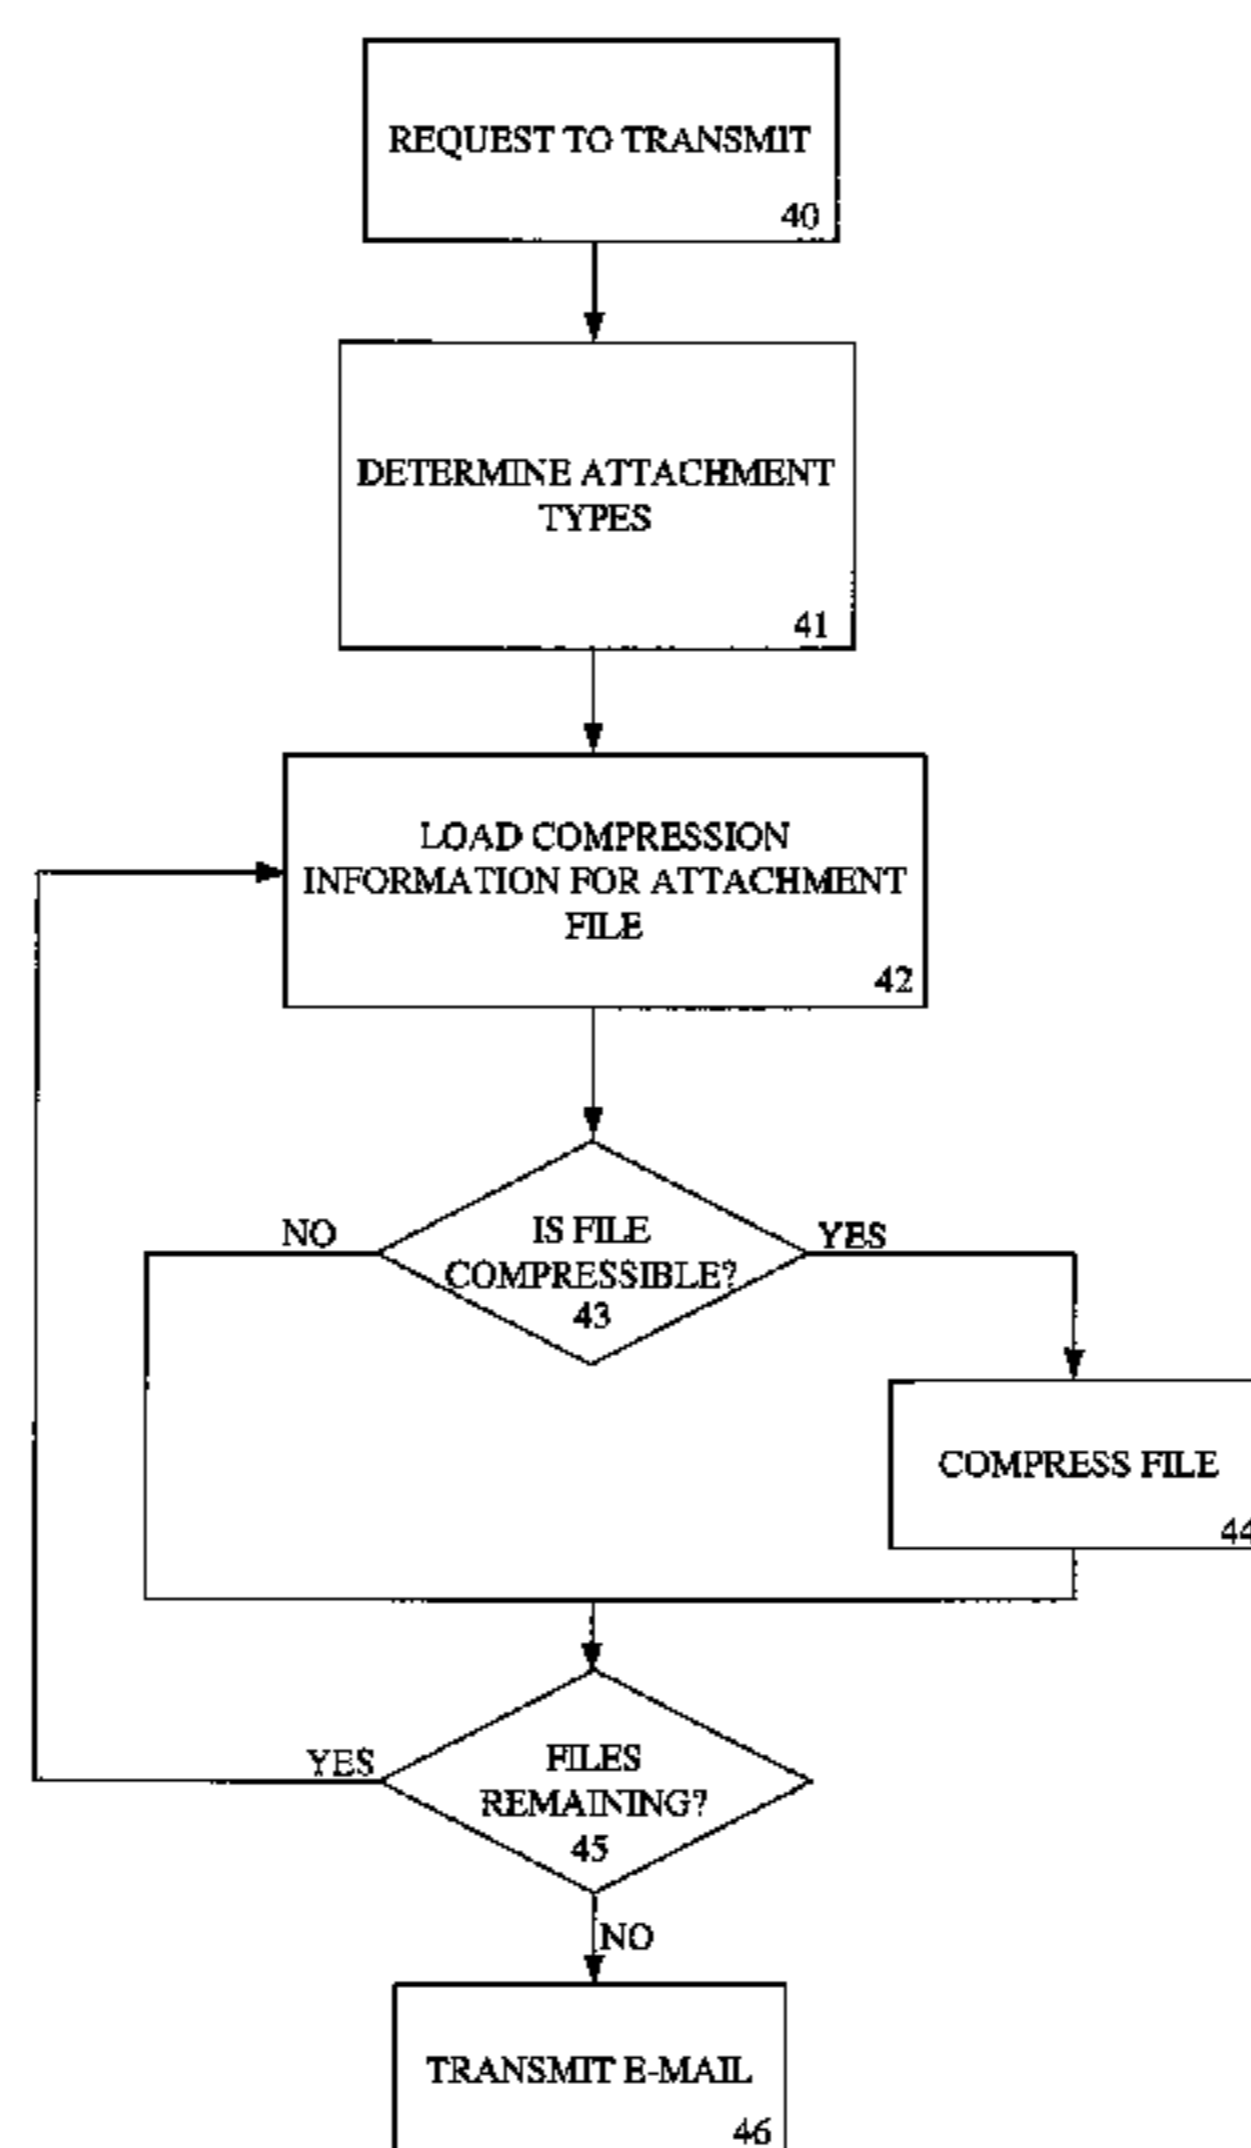 REQUEST TO TRANSMIT
40
DETERMINE ATTACHMENT
TYPES
41
LOAD COMPRESSION
INFORMATION FOR ATTACHMENT
FILE
42
NO
IS FILE
COMPRESSIBLE?
43
YES
COMPRESS FILE
44
YES
FILES
REMAINING?
45
NO
TRANSMIT E-MAIL
46